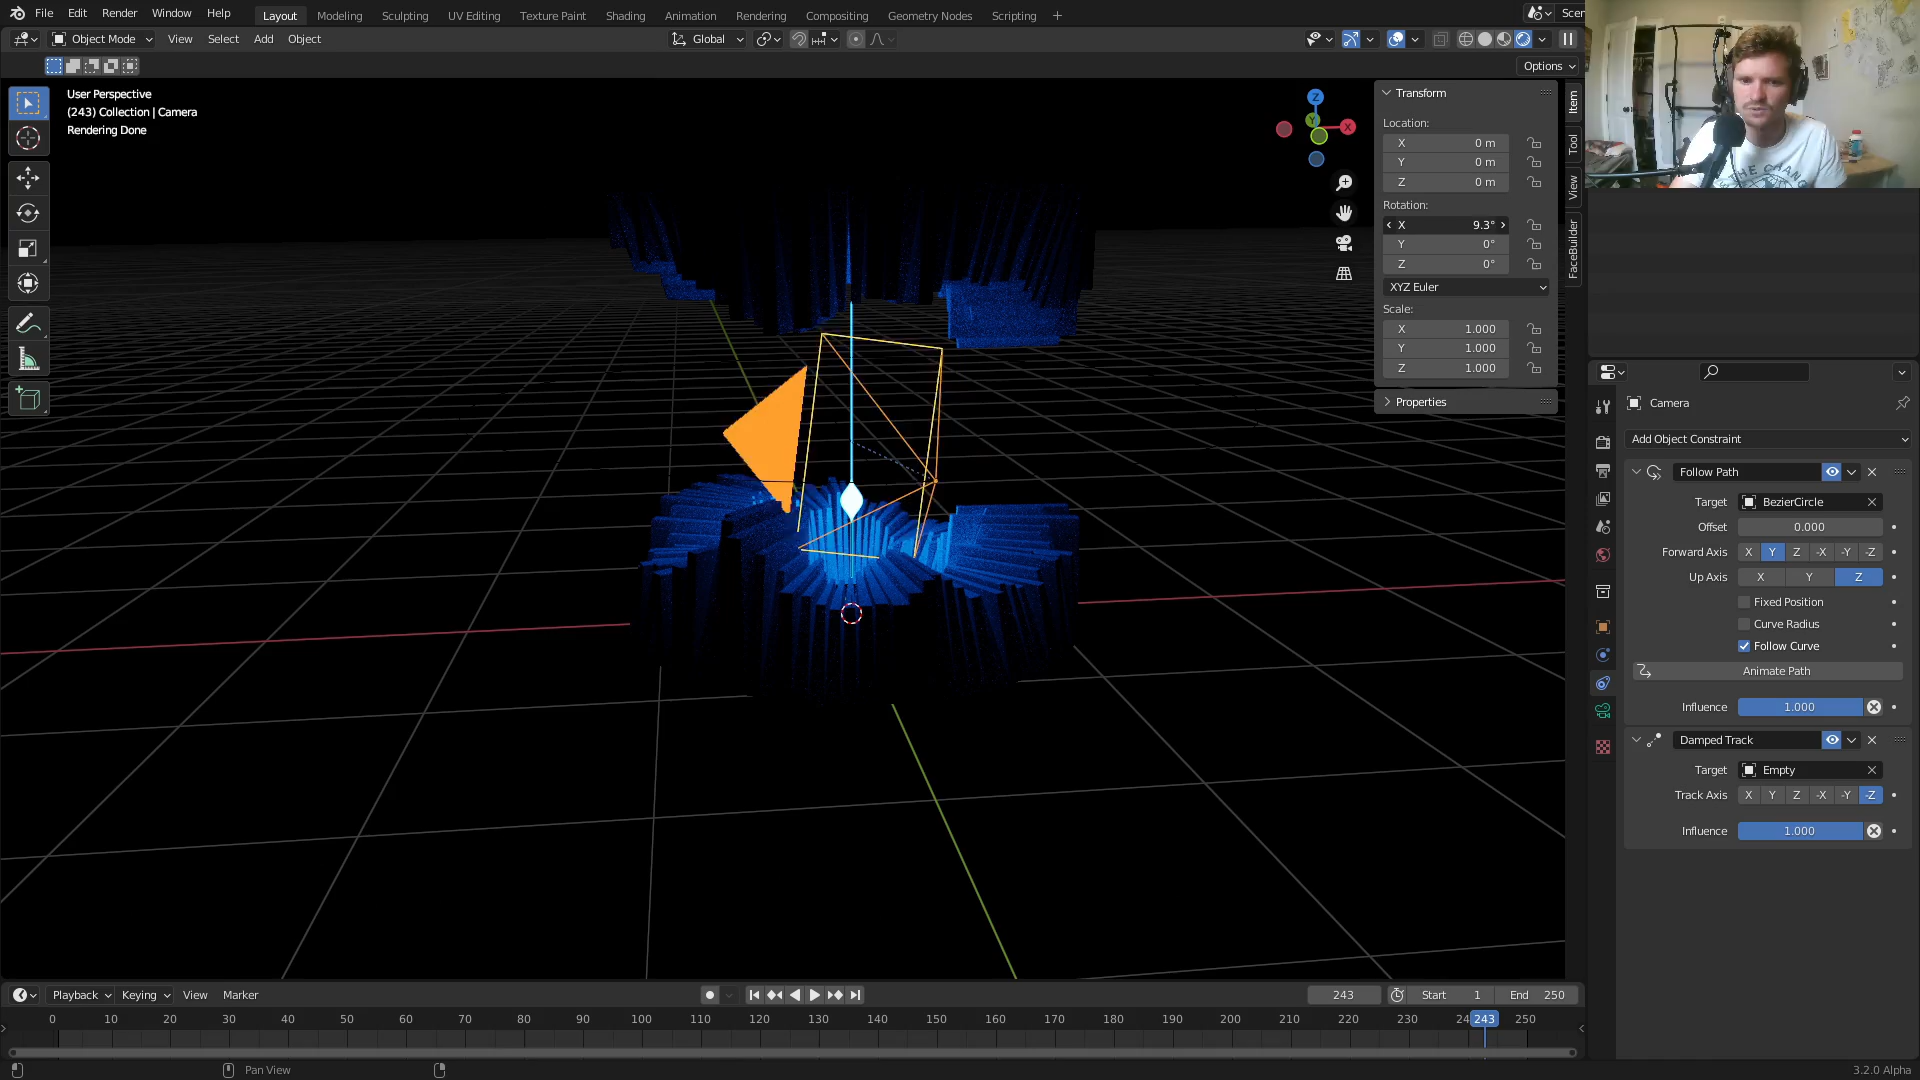 File Edit Render Window Help
Layout Modeling Sculpting UV Editing Texture Paint Shading Animation Rendering Compositing Geometry Nodes Scripting +
Scer
Object Mode View Select Add Object
Global
Options
User Perspective
(243) Collection | Camera
Rendering Done
Z
Y
X
Transform
Location:
X 0 m
Y 0 m
Z 0 m
Rotation:
X 9.3°
Y 0°
Z 0°
XYZ Euler
Scale:
X 1.000
Y 1.000
Z 1.000
Properties
Item
Tool
View
FaceBuilder
THE CHANG
Camera
Add Object Constraint
Follow Path
Target BezierCircle
Offset 0.000
Forward Axis X Y Z -X -Y -Z
Up Axis X Y Z
Fixed Position
Curve Radius
Follow Curve
Animate Path
Influence 1.000
Damped Track
Target Empty
Track Axis X Y Z -X -Y -Z
Influence 1.000
Playback Keying View Marker
243 Start 1 End 250
0 10 20 30 40 50 60 70 80 90 100 110 120 130 140 150 160 170 180 190 200 210 220 230 24 243 250
Pan View
3.2.0 Alpha